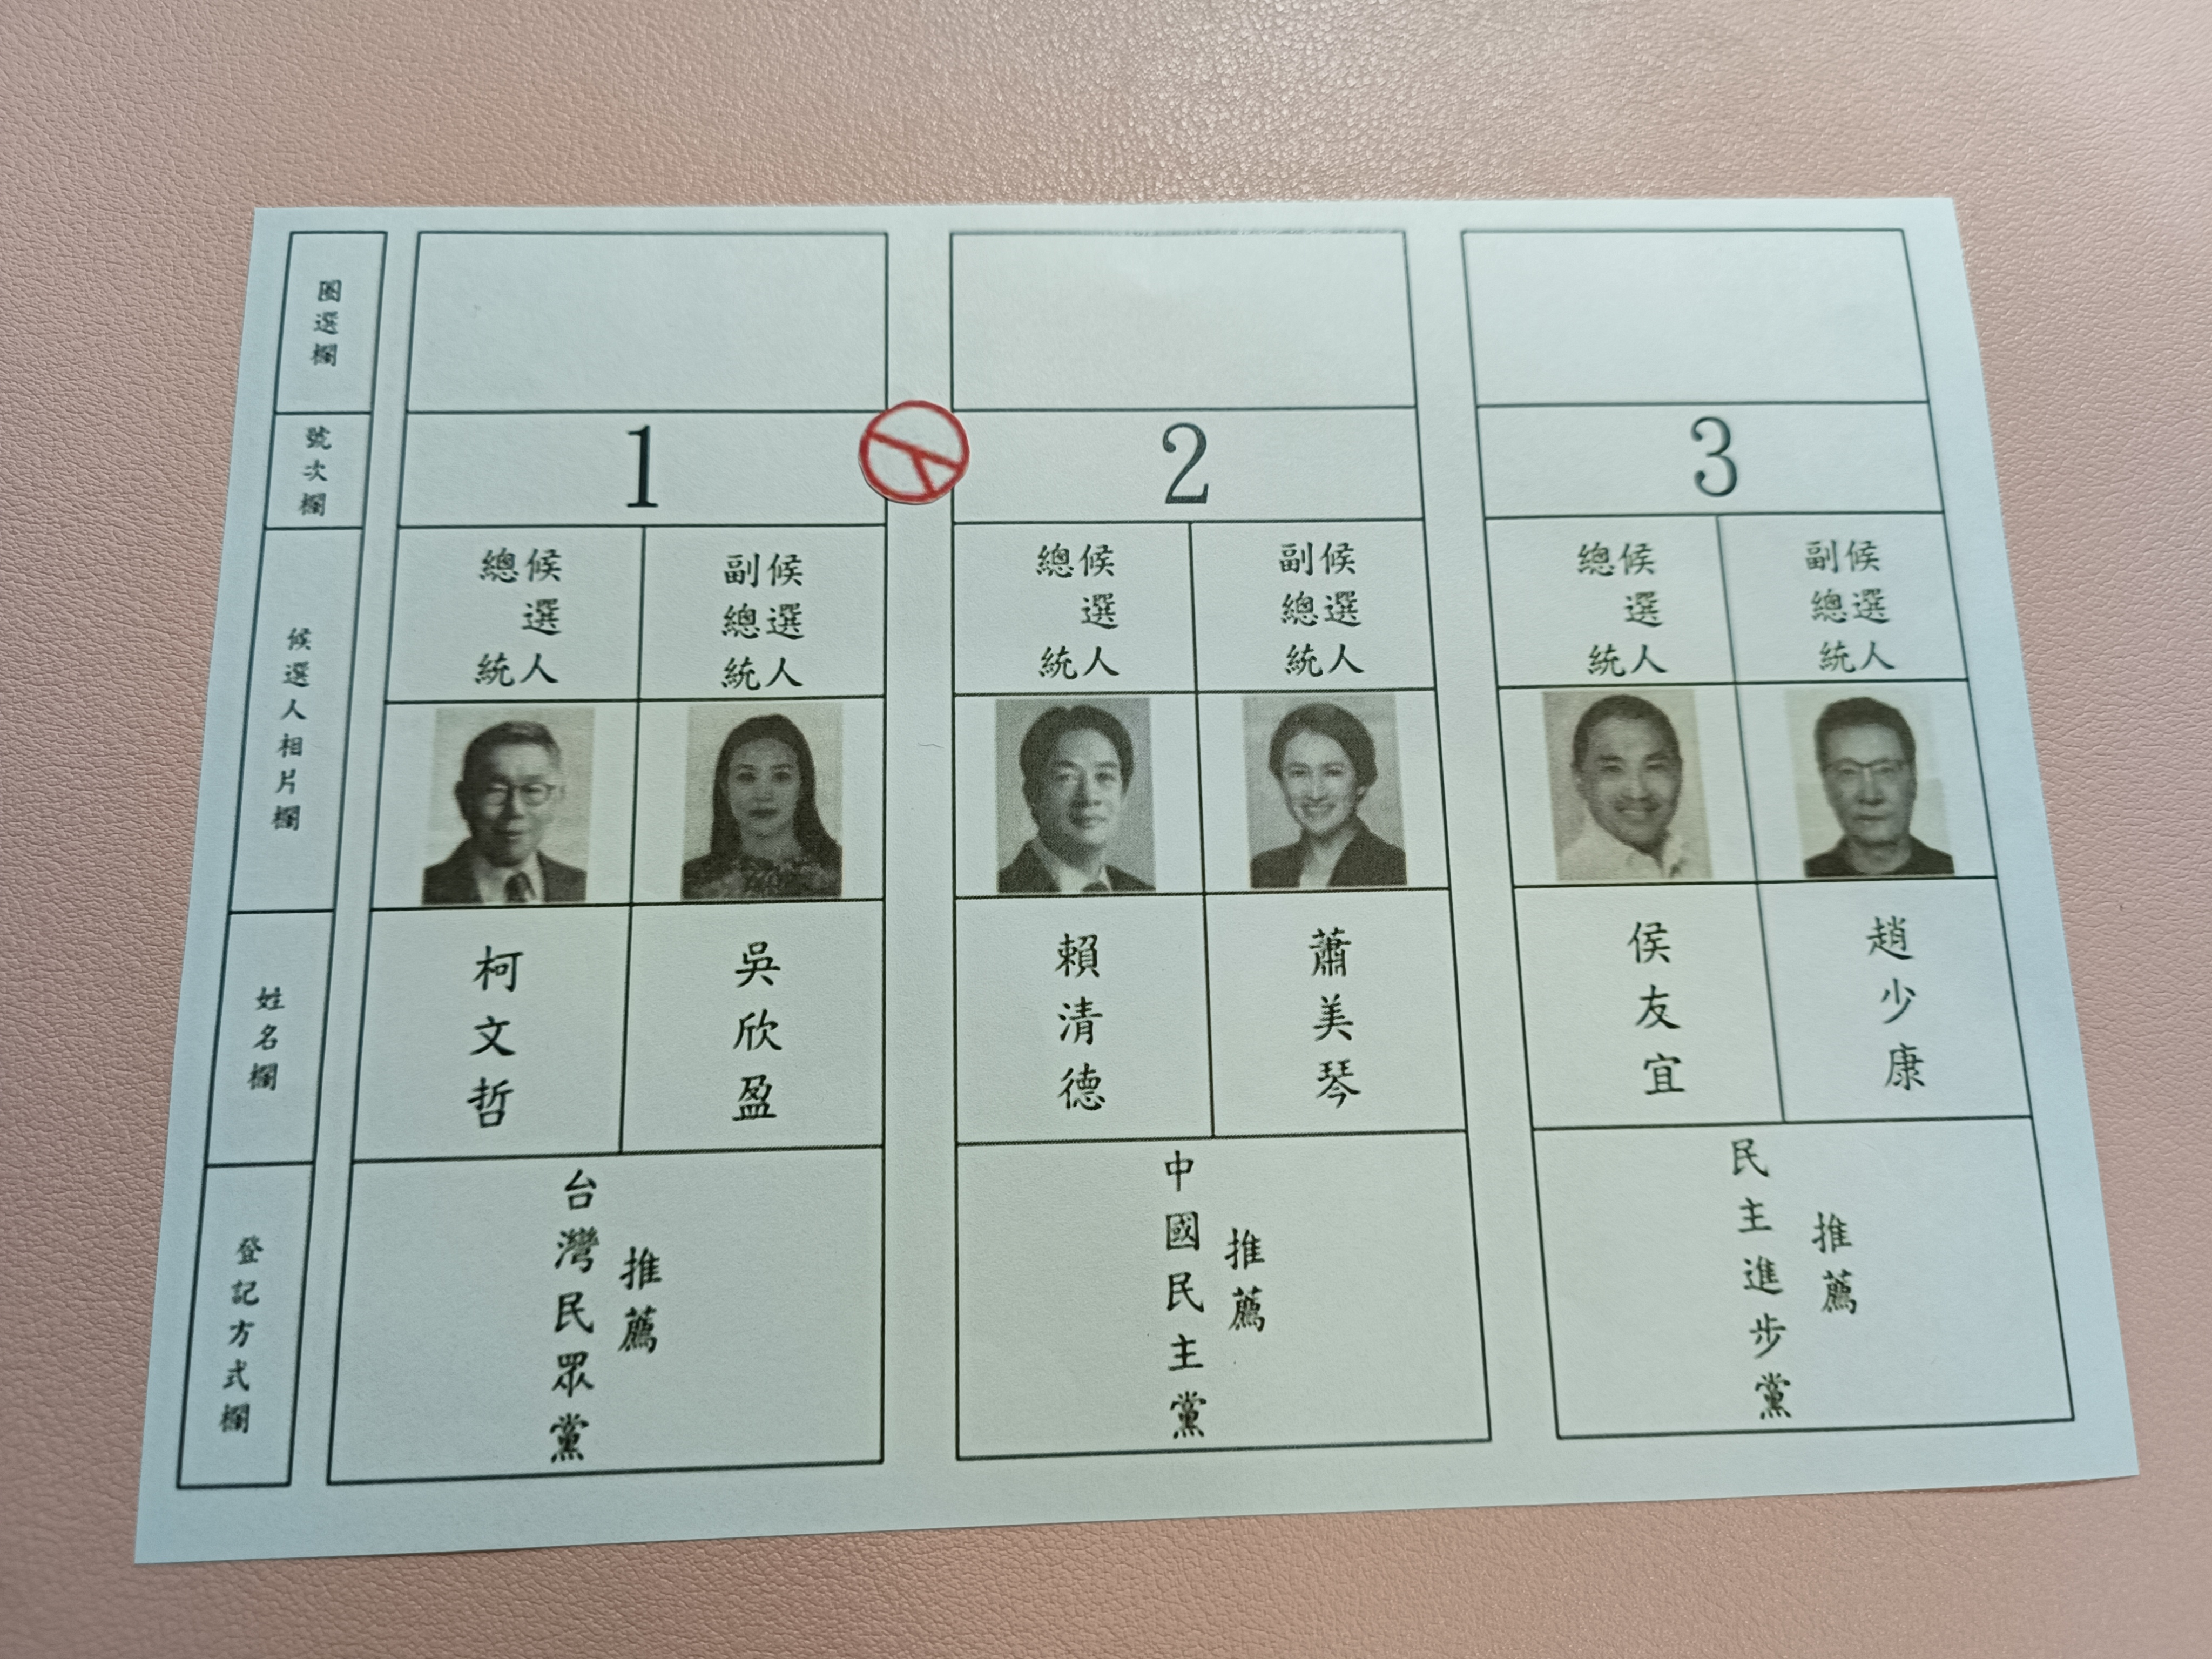 圈選欄
號次欄
候選人相片欄
姓名欄
登記方式欄
1
總統
候選人
副總統
候選人
柯文哲
吳欣盈
台灣民眾黨
推薦
2
總統
候選人
副總統
候選人
賴清德
蕭美琴
中國民主黨
推薦
3
總統
候選人
副總統
候選人
侯友宜
趙少康
民主進步黨
推薦